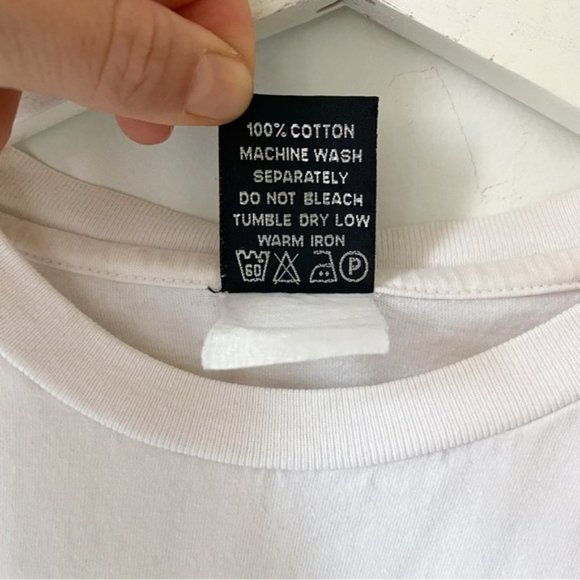 100% COTTON
MACHINE WASH
SEPARATELY
DO NOT BLEACH
TUMBLE DRY LOW
WARM IRON
60 P